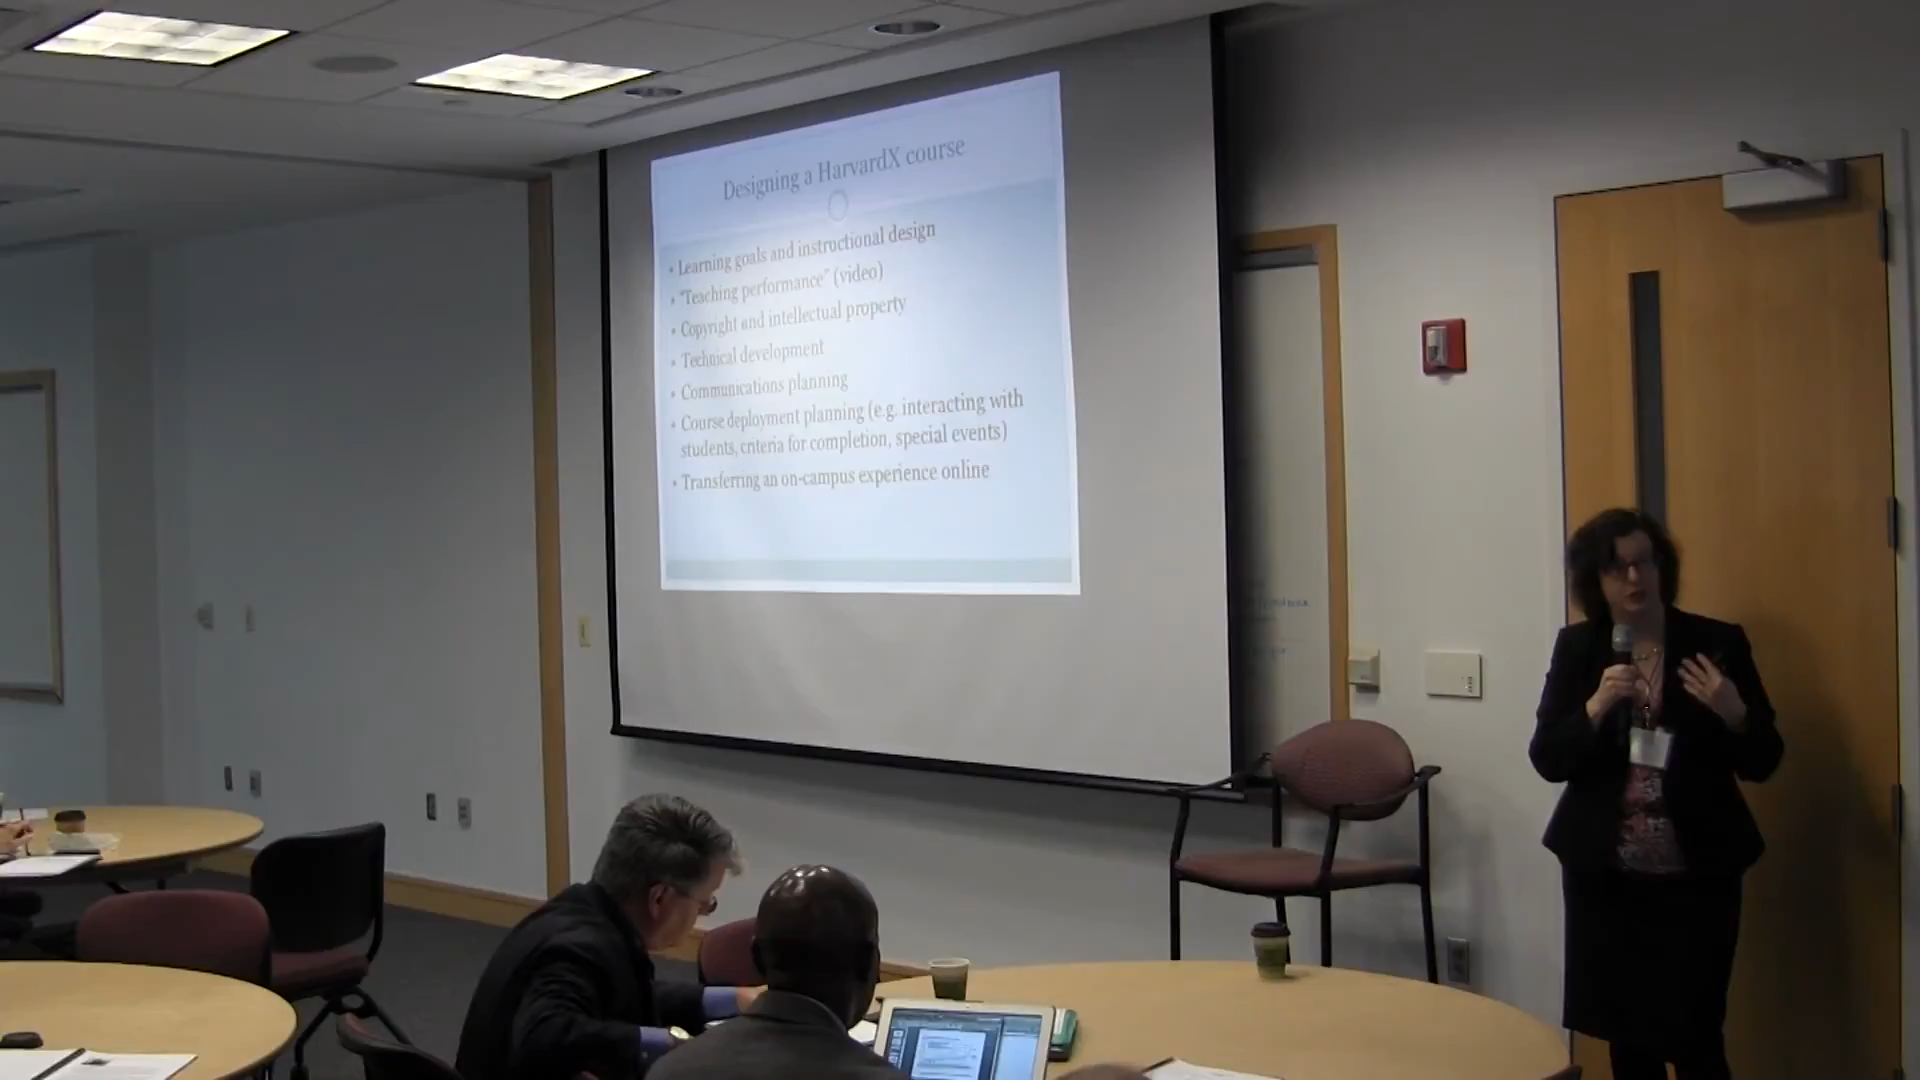 Designing a HarvardX course
• Learning goals and instructional design
• "Teaching performance" (video)
• Copyright and intellectual property
• Technical development
• Communications planning
• Course deployment planning (e.g. interacting with
students, criteria for completion, special events)
• Transferring an on-campus experience online